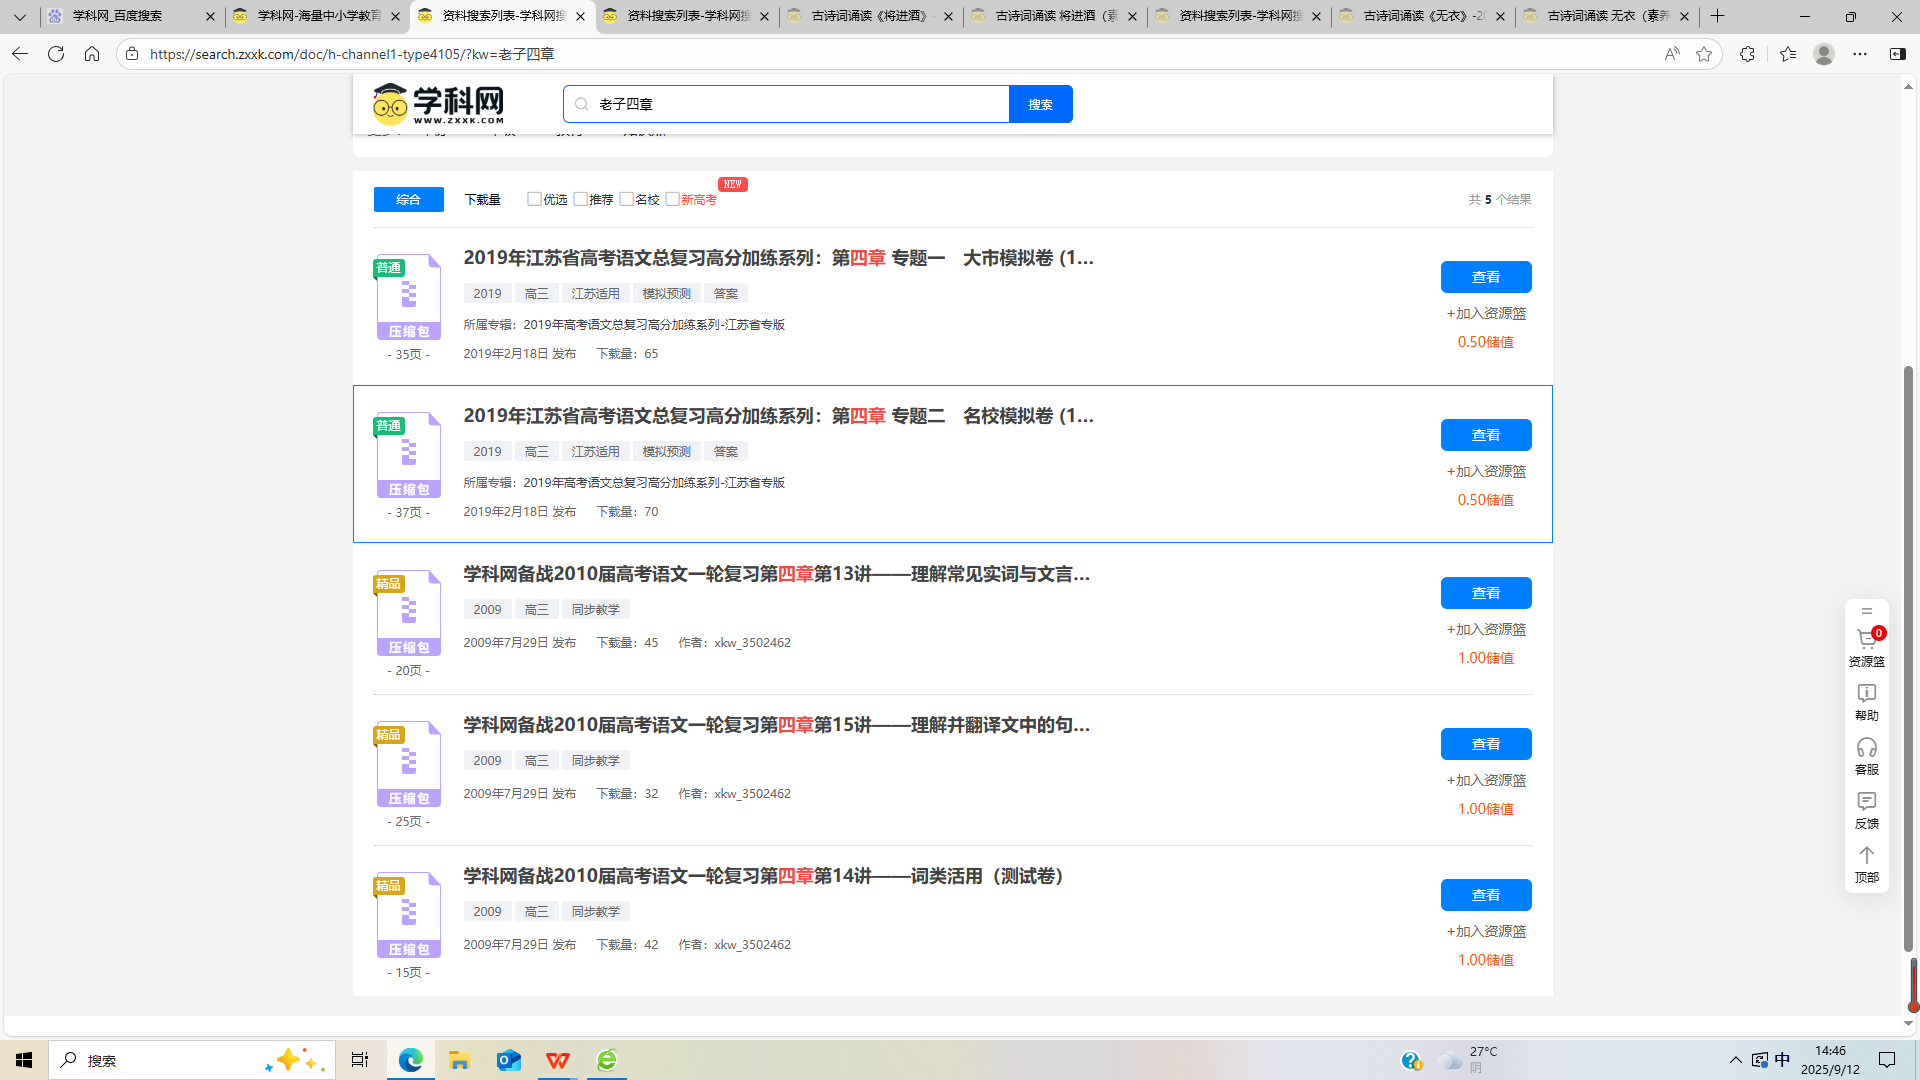 学科网_百度搜索
学科网-海量中小学教育
资料搜索列表-学科网搜
资料搜索列表-学科网搜
古诗词诵读《将进酒》-
古诗词诵读 将进酒（素
资料搜索列表-学科网搜
古诗词诵读《无衣》-20
古诗词诵读 无衣（素养
https://search.zxxk.com/doc/h-channel1-type4105/?kw=老子四章
学科网
WWW.ZXXK.COM
老子四章
搜索
综合
下载量
优选
推荐
名校
新高考
NEW
共 5 个结果
普通
压缩包
- 35页 -
2019年江苏省高考语文总复习高分加练系列：第四章 专题一　大市模拟卷 (1...
2019 高三 江苏适用 模拟预测 答案
所属专辑：2019年高考语文总复习高分加练系列-江苏省专版
2019年2月18日 发布 下载量：65
查看
+加入资源篮
0.50储值
普通
压缩包
- 37页 -
2019年江苏省高考语文总复习高分加练系列：第四章 专题二　名校模拟卷 (1...
2019 高三 江苏适用 模拟预测 答案
所属专辑：2019年高考语文总复习高分加练系列-江苏省专版
2019年2月18日 发布 下载量：70
查看
+加入资源篮
0.50储值
精品
压缩包
- 20页 -
学科网备战2010届高考语文一轮复习第四章第13讲——理解常见实词与文言...
2009 高三 同步教学
2009年7月29日 发布 下载量：45 作者：xkw_3502462
查看
+加入资源篮
1.00储值
精品
压缩包
- 25页 -
学科网备战2010届高考语文一轮复习第四章第15讲——理解并翻译文中的句...
2009 高三 同步教学
2009年7月29日 发布 下载量：32 作者：xkw_3502462
查看
+加入资源篮
1.00储值
精品
压缩包
- 15页 -
学科网备战2010届高考语文一轮复习第四章第14讲——词类活用（测试卷）
2009 高三 同步教学
2009年7月29日 发布 下载量：42 作者：xkw_3502462
查看
+加入资源篮
1.00储值
0
资源篮
帮助
客服
反馈
顶部
搜索
27°C
阴
中
14:46
2025/9/12